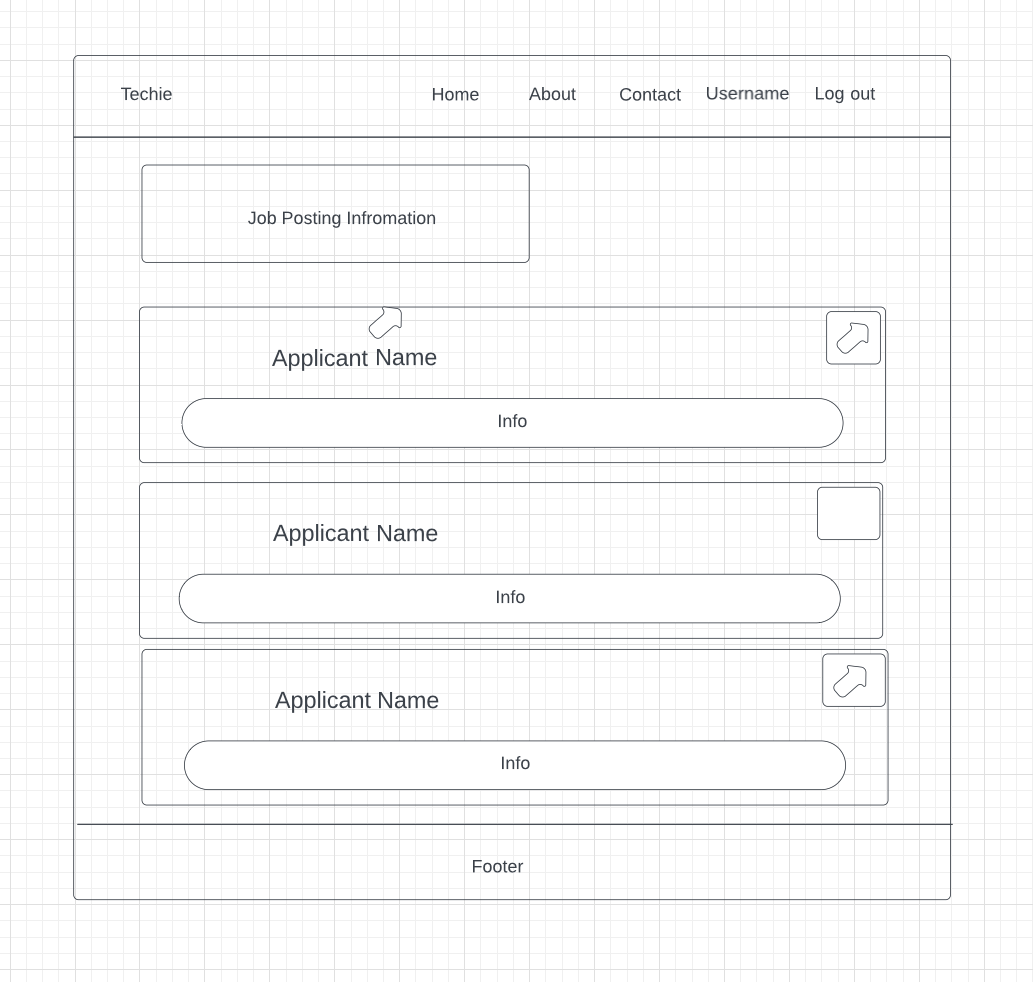 Techie Home About Contact Username Log out
Job Posting Infromation
Applicant Name
Info
Applicant Name
Info
Applicant Name
Info
Footer